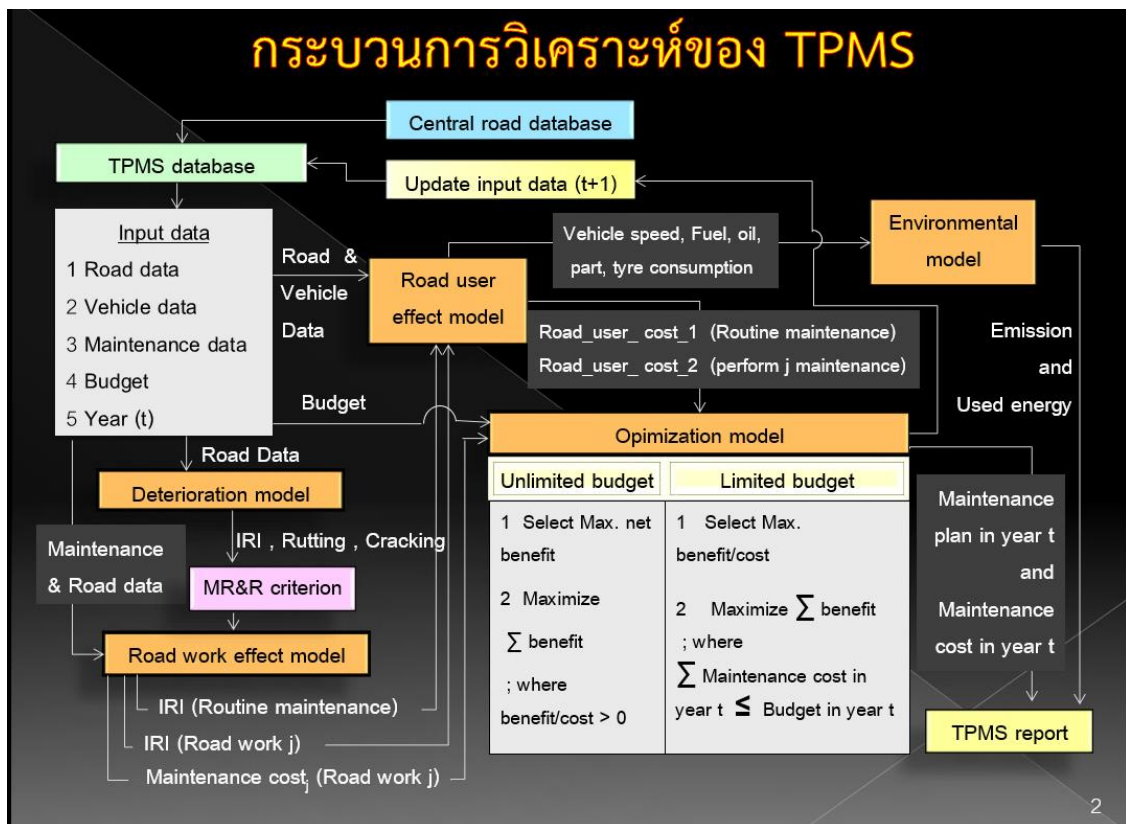 กระบวนการวิเคราะห์ของ TPMS
Central road database
TPMS database
Update input data (t+1)
Input data
1 Road data
2 Vehicle data
3 Maintenance data
4 Budget
5 Year (t)
Road &
Vehicle
Data
Road user
effect model
Vehicle speed, Fuel, oil,
part, tyre consumption
Environmental
model
Road_user_ cost_1 (Routine maintenance)
Road_user_ cost_2 (perform j maintenance)
Emission
and
Used energy
Budget
Road Data
Deterioration model
IRI , Rutting , Cracking
Maintenance
& Road data
MR&R criterion
Road work effect model
IRI (Routine maintenance)
IRI (Road work j)
Maintenance costj (Road work j)
Opimization model
Unlimited budget
1 Select Max. net
benefit
2 Maximize
∑ benefit
; where
benefit/cost > 0
Limited budget
1 Select Max.
benefit/cost
2 Maximize ∑ benefit
; where
∑ Maintenance cost in
year t ≤ Budget in year t
Maintenance
plan in year t
and
Maintenance
cost in year t
TPMS report
2